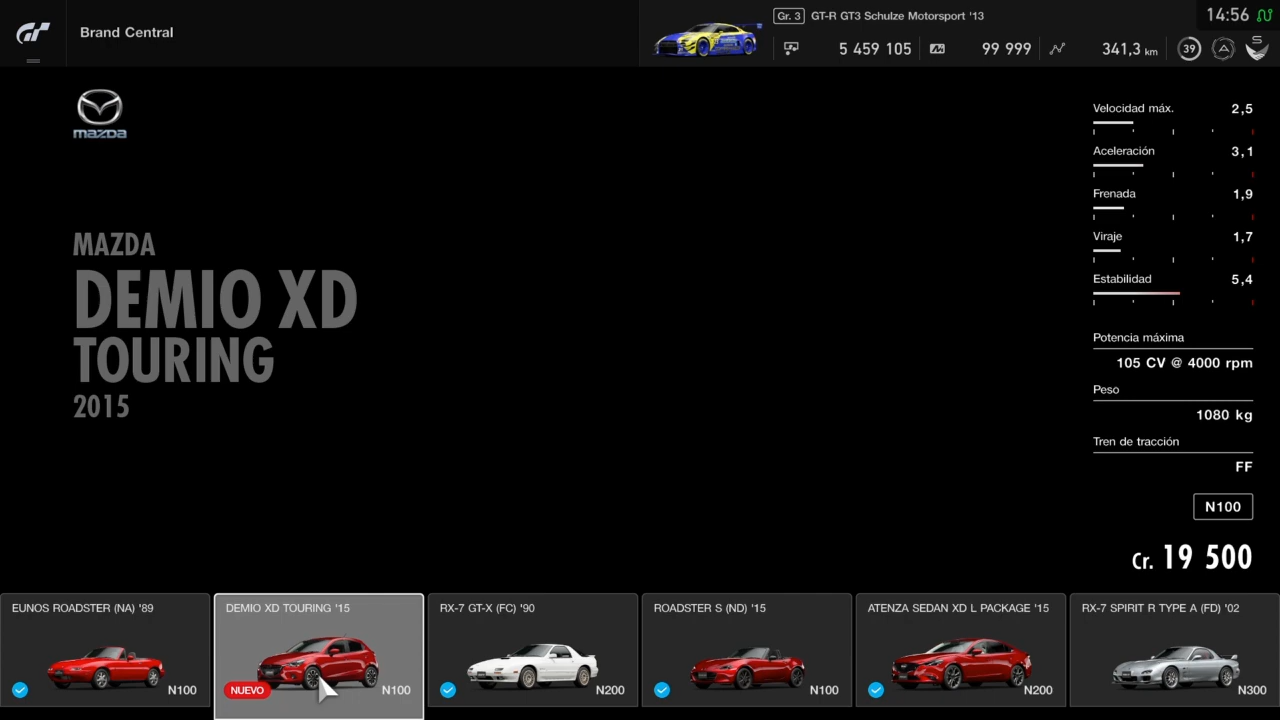 Brand Central
Gr. 3 GT-R GT3 Schulze Motorsport '13
14:56
5 459 105
99 999
341,3 km
39
A
S
mazda
MAZDA
DEMIO XD
TOURING
2015
Velocidad máx. 2,5
Aceleración 3,1
Frenada 1,9
Viraje 1,7
Estabilidad 5,4
Potencia máxima
105 CV @ 4000 rpm
Peso
1080 kg
Tren de tracción
FF
N100
Cr. 19 500
EUNOS ROADSTER (NA) '89
N100
DEMIO XD TOURING '15
NUEVO
N100
RX-7 GT-X (FC) '90
N200
ROADSTER S (ND) '15
N100
ATENZA SEDAN XD L PACKAGE '15
N200
RX-7 SPIRIT R TYPE A (FD) '02
N300